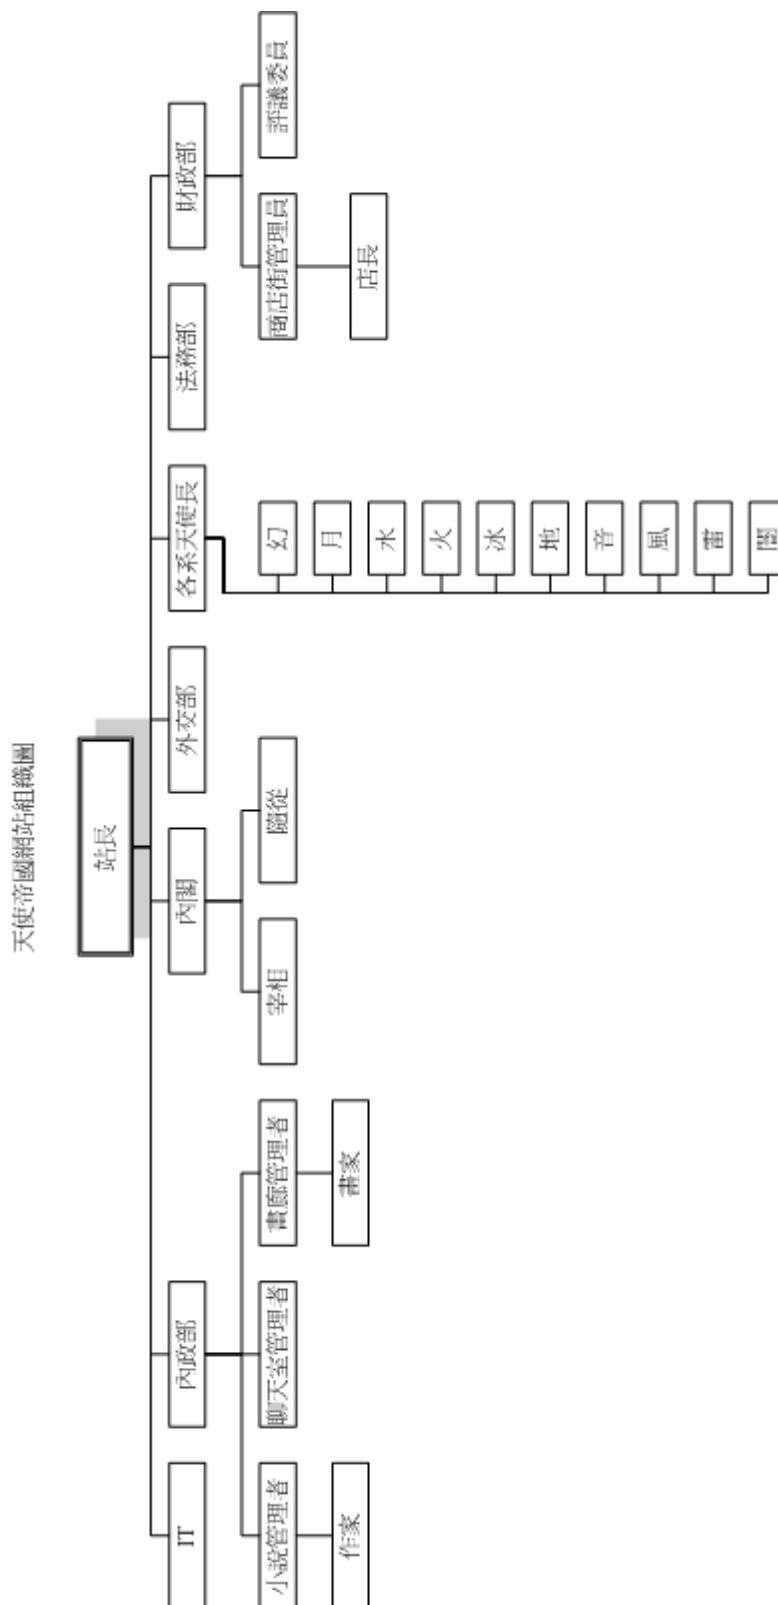 天使帝國網站組織圖
站長
IT
內政部
內閣
外交部
各系天使長
法務部
財政部
小說管理者
聊天室管理者
畫廊管理者
宰相
隨從
幻
月
水
火
冰
地
音
風
雷
闇
商店街管理員
評議委員
作家
畫家
店長